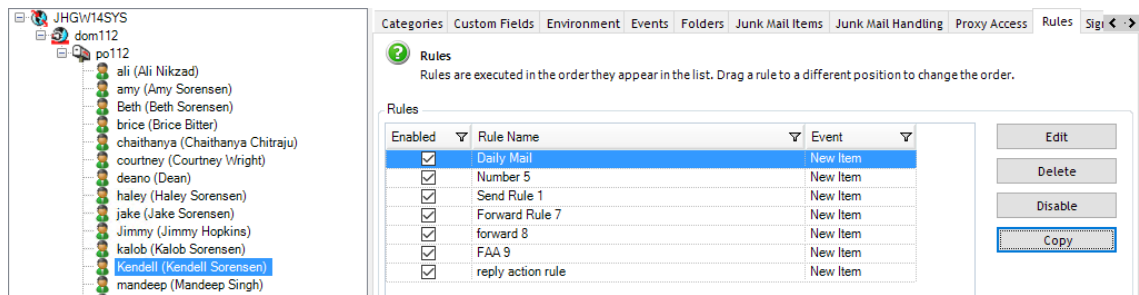 JHGW14SYS
dom112
po112
ali (Ali Nikzad)
amy (Amy Sorensen)
Beth (Beth Sorensen)
brice (Brice Bitter)
chaithanya (Chaithanya Chitraju)
courtney (Courtney Wright)
deano (Dean)
haley (Haley Sorensen)
jake (Jake Sorensen)
Jimmy (Jimmy Hopkins)
kalob (Kalob Sorensen)
Kendell (Kendell Sorensen)
mandeep (Mandeep Singh)
Categories Custom Fields Environment Events Folders Junk Mail Items Junk Mail Handling Proxy Access Rules Sig
Rules
Rules are executed in the order they appear in the list. Drag a rule to a different position to change the order.
Rules
Enabled Rule Name Event
Daily Mail New Item
Number 5 New Item
Send Rule 1 New Item
Forward Rule 7 New Item
forward 8 New Item
FAA 9 New Item
reply action rule New Item
Edit
Delete
Disable
Copy